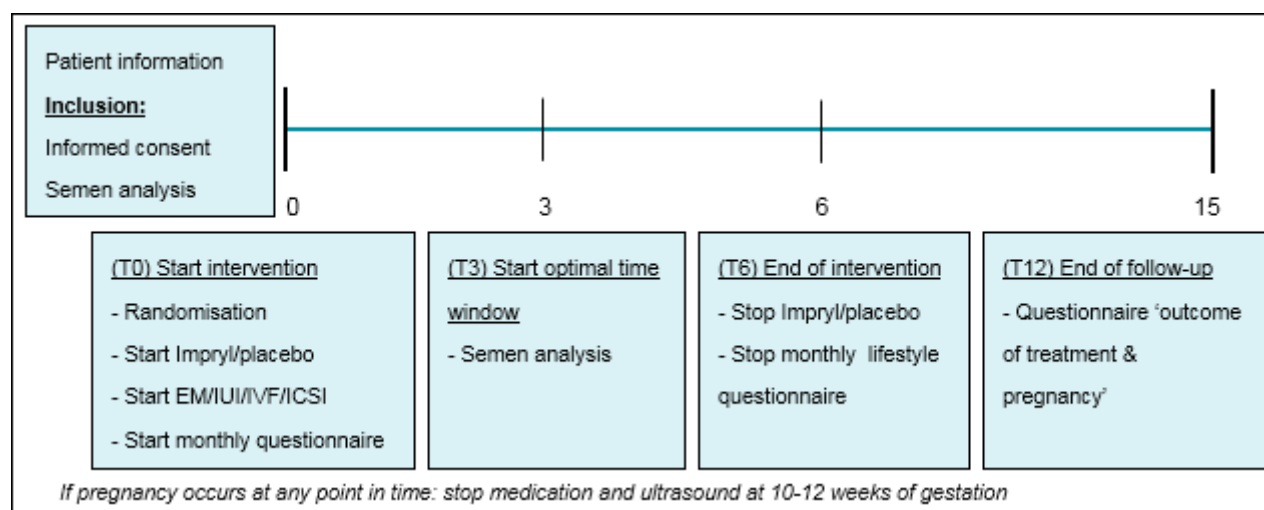 Patient information
Inclusion:
Informed consent
Semen analysis
0
3
6
15
(T0) Start intervention
- Randomisation
- Start Impryl/placebo
- Start EM/IUI/IVF/ICSI
- Start monthly questionnaire
(T3) Start optimal time
window
- Semen analysis
(T6) End of intervention
- Stop Impryl/placebo
- Stop monthly lifestyle
questionnaire
(T12) End of follow-up
- Questionnaire ‘outcome
of treatment &
pregnancy’
If pregnancy occurs at any point in time: stop medication and ultrasound at 10-12 weeks of gestation